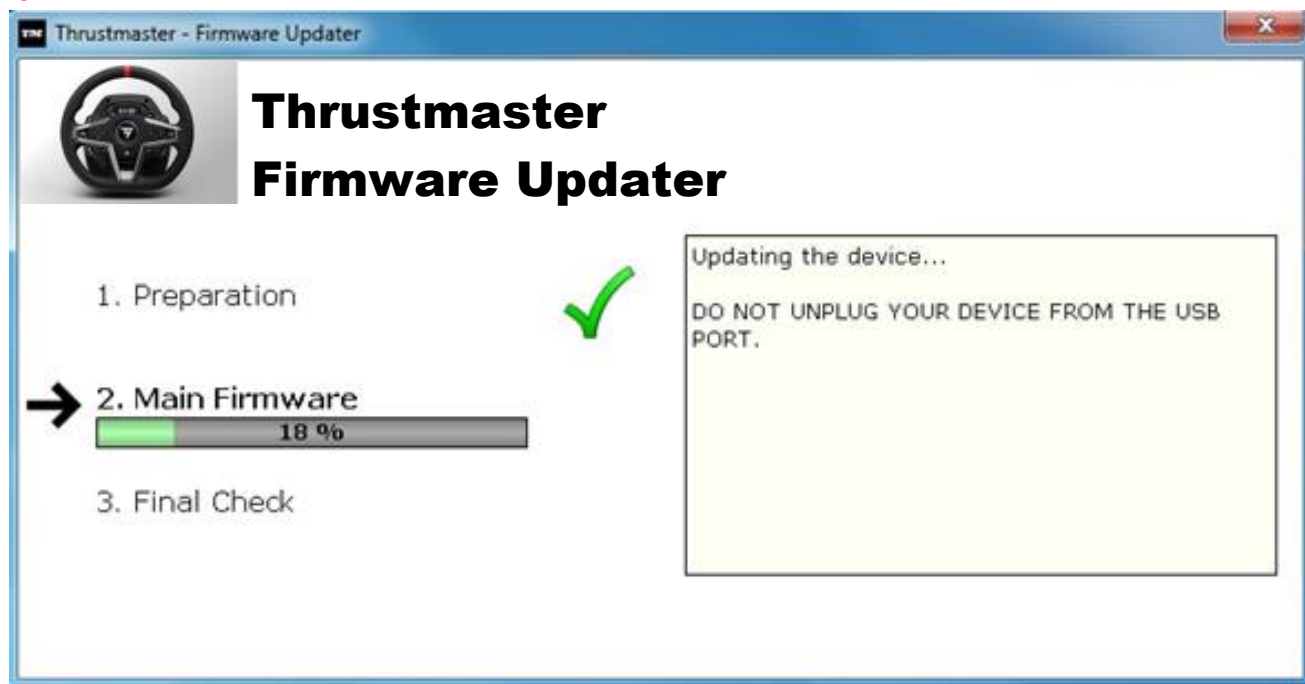 Thrustmaster - Firmware Updater
Thrustmaster
Firmware Updater
1. Preparation
2. Main Firmware
18 %
3. Final Check
Updating the device...
DO NOT UNPLUG YOUR DEVICE FROM THE USB
PORT.